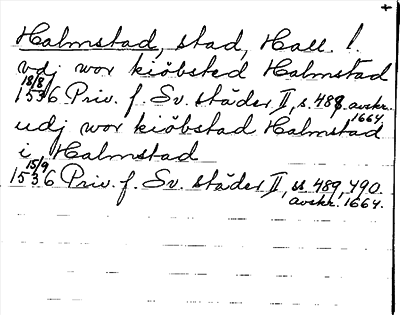 +
Halmstad, stad, Hall. l.
vdj wor kiöbsted Halmstad
18/8
1536 Priv. f. Sv. städer II, s. 488, avskr.
1664.
udj wor kiöbstad Halmstad
i Halmstad
15/9
1536 Priv. f. Sv. städer II, ss 489, 490.
avskr. 1664.